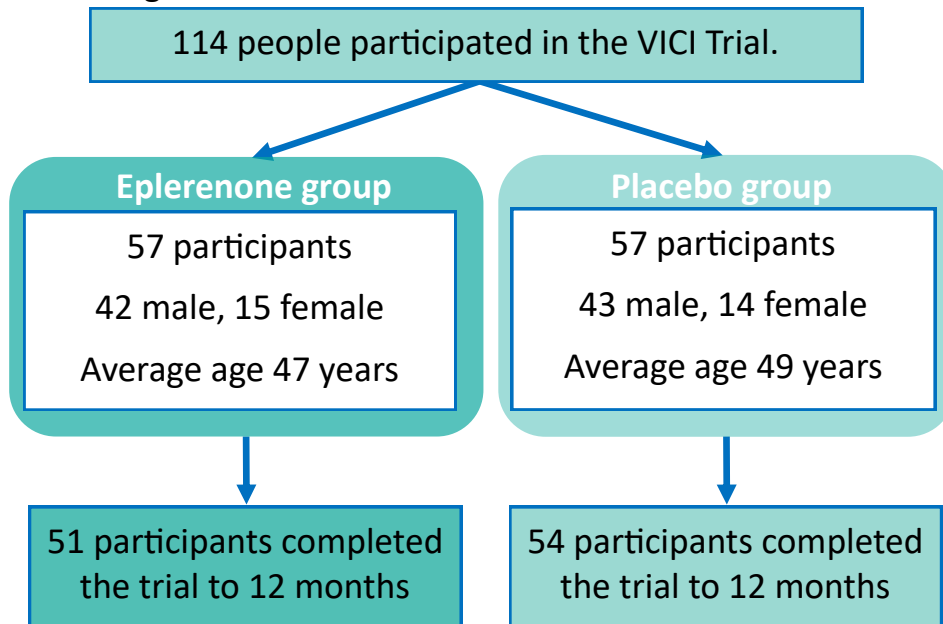 114 people participated in the VICI Trial.
Eplerenone group
57 participants
42 male, 15 female
Average age 47 years
Placebo group
57 participants
43 male, 14 female
Average age 49 years
51 participants completed
the trial to 12 months
54 participants completed
the trial to 12 months